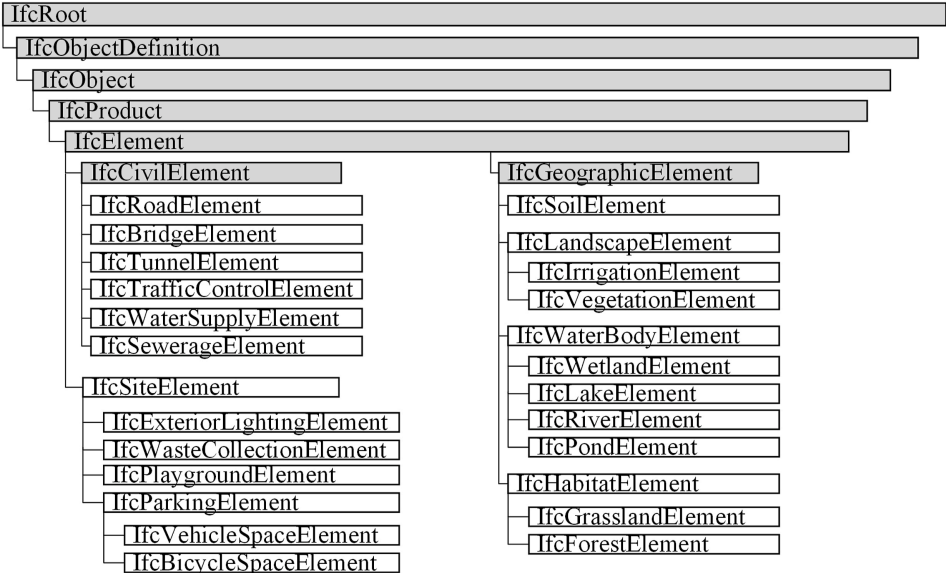 IfcRoot
IfcObjectDefinition
IfcObject
IfcProduct
IfcElement
IfcCivilElement
IfcRoadElement
IfcBridgeElement
IfcTunnelElement
IfcTrafficControlElement
IfcWaterSupplyElement
IfcSewerageElement
IfcSiteElement
IfcExteriorLightingElement
IfcWasteCollectionElement
IfcPlaygroundElement
IfcParkingElement
IfcVehicleSpaceElement
IfcBicycleSpaceElement
IfcGeographicElement
IfcSoilElement
IfcLandscapeElement
IfcIrrigationElement
IfcVegetationElement
IfcWaterBodyElement
IfcWetlandElement
IfcLakeElement
IfcRiverElement
IfcPondElement
IfcHabitatElement
IfcGrasslandElement
IfcForestElement